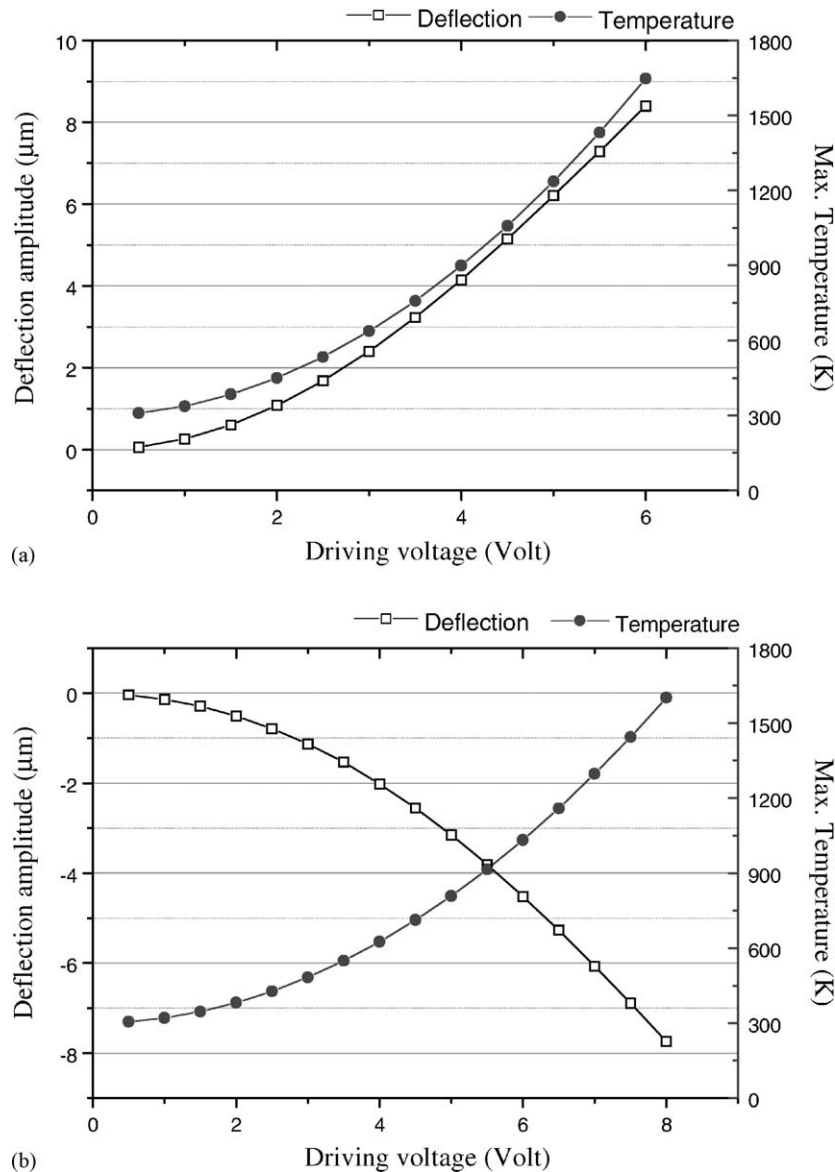 Deflection Temperature
10
8
6
4
2
0
Deflection amplitude (μm)
1800
1500
1200
900
600
300
0
Max. Temperature (K)
0 2 4 6
Driving voltage (Volt)
(a)
Deflection Temperature
0
-2
-4
-6
-8
Deflection amplitude (μm)
1800
1500
1200
900
600
300
0
Max. Temperature (K)
0 2 4 6 8
Driving voltage (Volt)
(b)